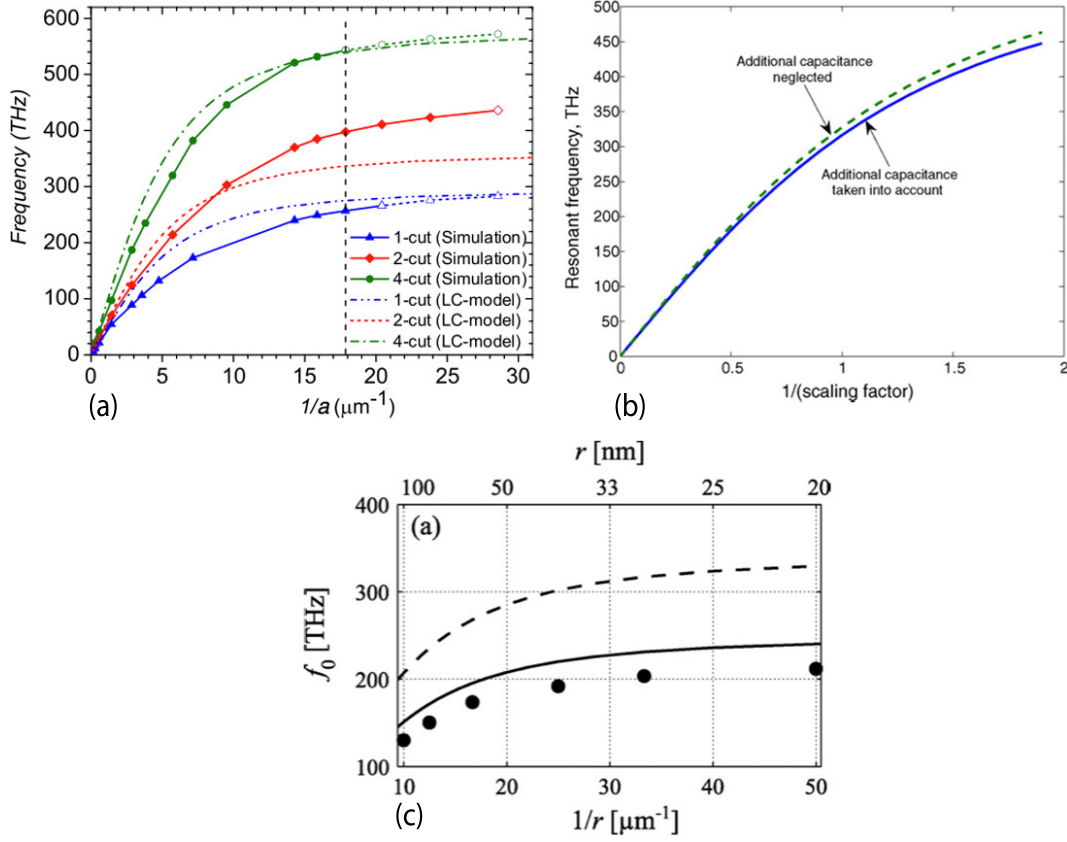 600
500
400
300
200
100
0
Frequency (THz)
1-cut (Simulation)
2-cut (Simulation)
4-cut (Simulation)
1-cut (LC-model)
2-cut (LC-model)
4-cut (LC-model)
0 5 10 15 20 25 30
1/a (μm⁻¹)
(a)
500
450
400
350
300
250
200
150
100
50
0
Resonant frequency, THz
Additional capacitance
neglected
Additional capacitance
taken into account
0 0.5 1 1.5 2
1/(scaling factor)
(b)
r [nm]
100 50 33 25 20
400
300
200
100
f₀ [THz]
(a)
10 20 30 40 50
1/r [μm⁻¹]
(c)